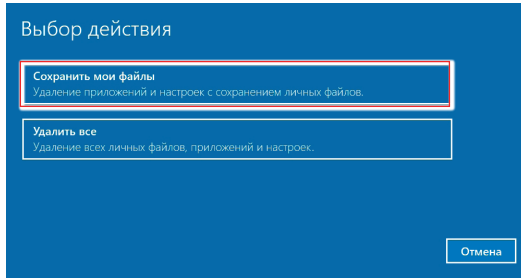 Выбор действия
Сохранить мои файлы
Удаление приложений и настроек с сохранением личных файлов.
Удалить все
Удаление всех личных файлов, приложений и настроек.
Отмена